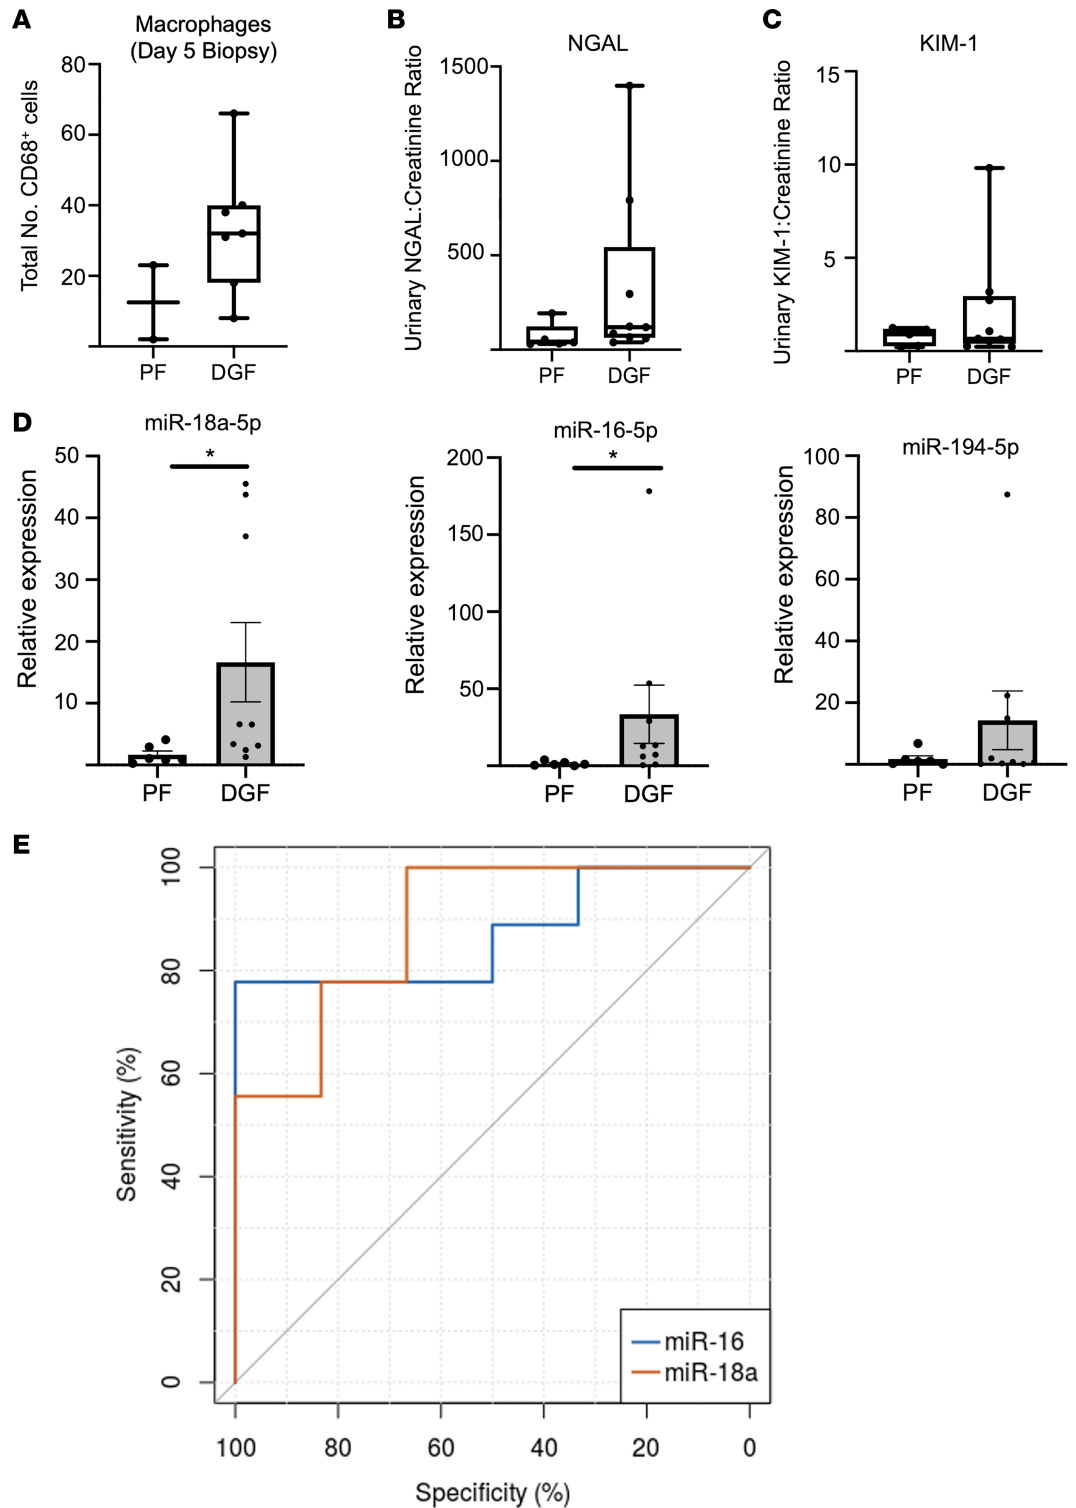 A
Macrophages
(Day 5 Biopsy)
Total No. CD68⁺ cells
80
60
40
20
PF
DGF
B
NGAL
Urinary NGAL:Creatinine Ratio
1500
1000
500
PF
DGF
C
KIM-1
Urinary KIM-1:Creatinine Ratio
15
10
5
PF
DGF
D
miR-18a-5p
*
Relative expression
50
40
30
20
10
PF
DGF
miR-16-5p
*
Relative expression
200
150
100
50
PF
DGF
miR-194-5p
Relative expression
100
80
60
40
20
PF
DGF
E
Sensitivity (%)
100
80
60
40
20
0
miR-16
miR-18a
100
80
60
40
20
0
Specificity (%)